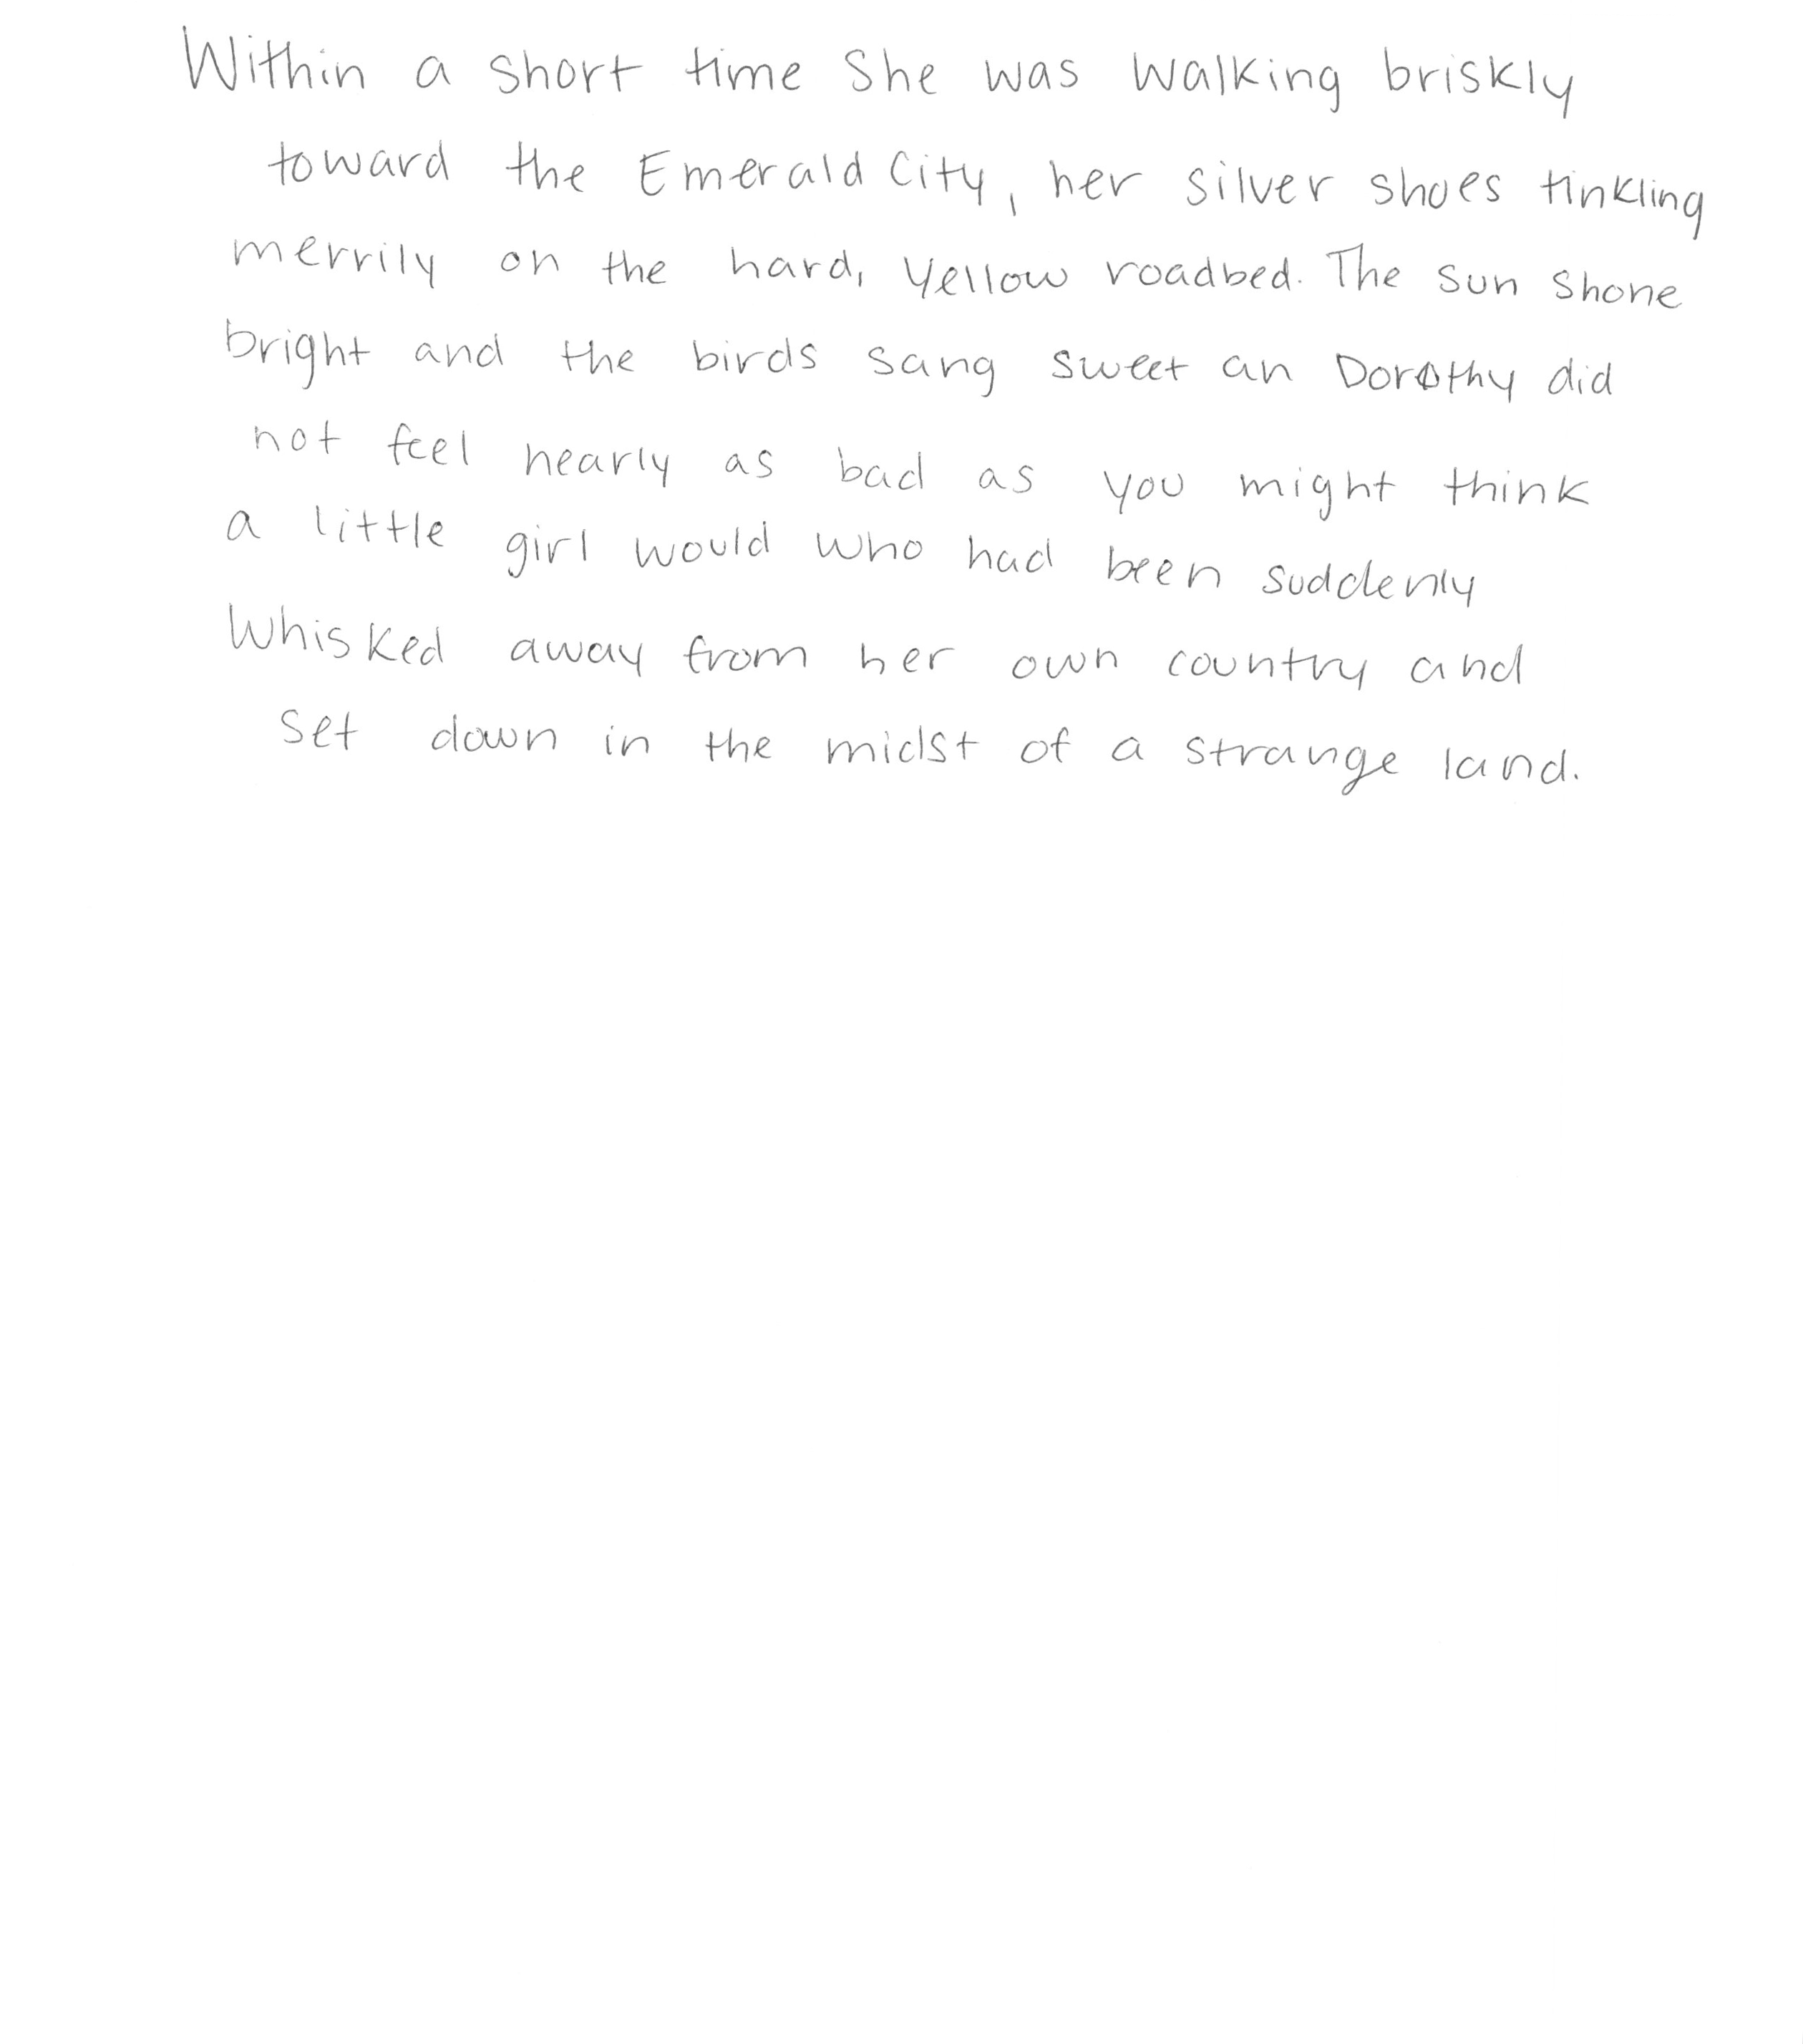 Within a short time she was walking briskly
toward the Emerald City, her silver shoes tinkling
merrily on the hard, yellow roadbed. The sun shone
bright and the birds sang sweet an Dorothy did
not feel nearly as bad as you might think
a little girl would who had been suddenly
whisked away from her own country and
set down in the midst of a strange land.